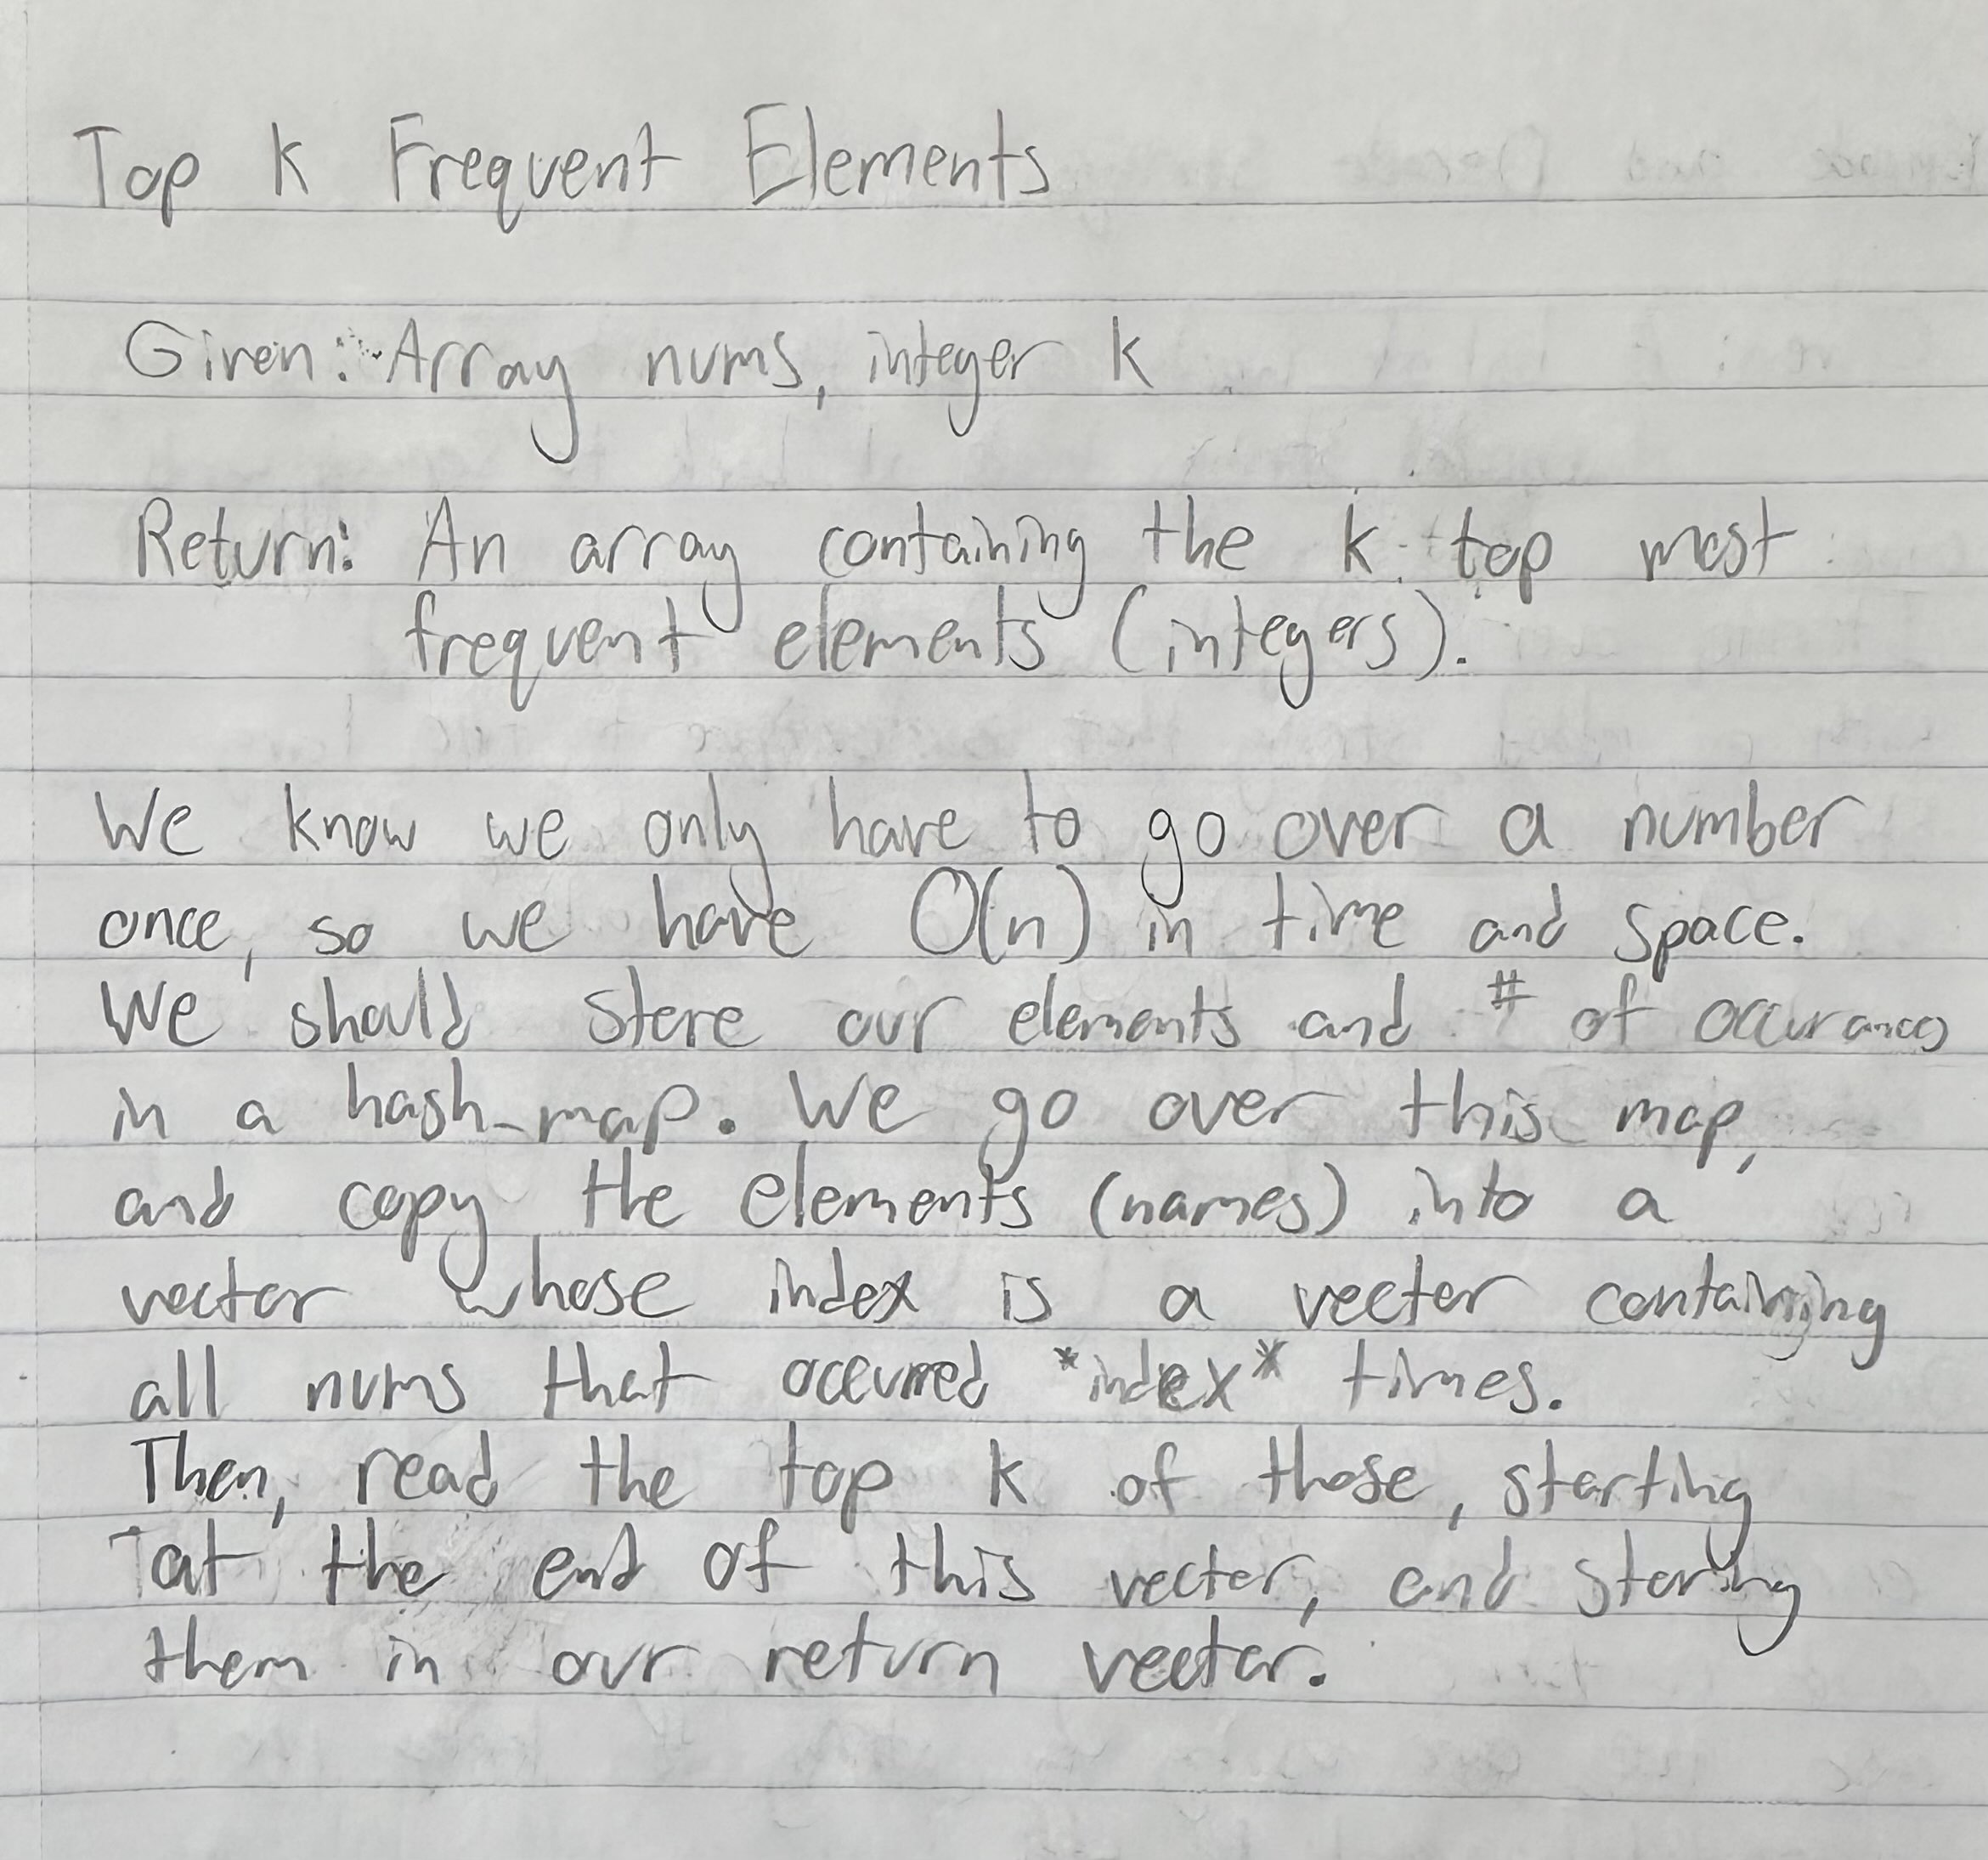 Top K Frequent Elements
Given: Array nums, integer k
Return: An array containing the k top most
frequent elements (integers).
We know we only have to go over a number
once, so we have O(n) in time and space.
We should store our elements and # of occurances
in a hash_map. We go over this map,
and copy the elements (names) into a
vector whose index is a vector containing
all nums that occurred *index* times.
Then, read the top k of those, starting
at the end of this vector, and storing
them in our return vector.